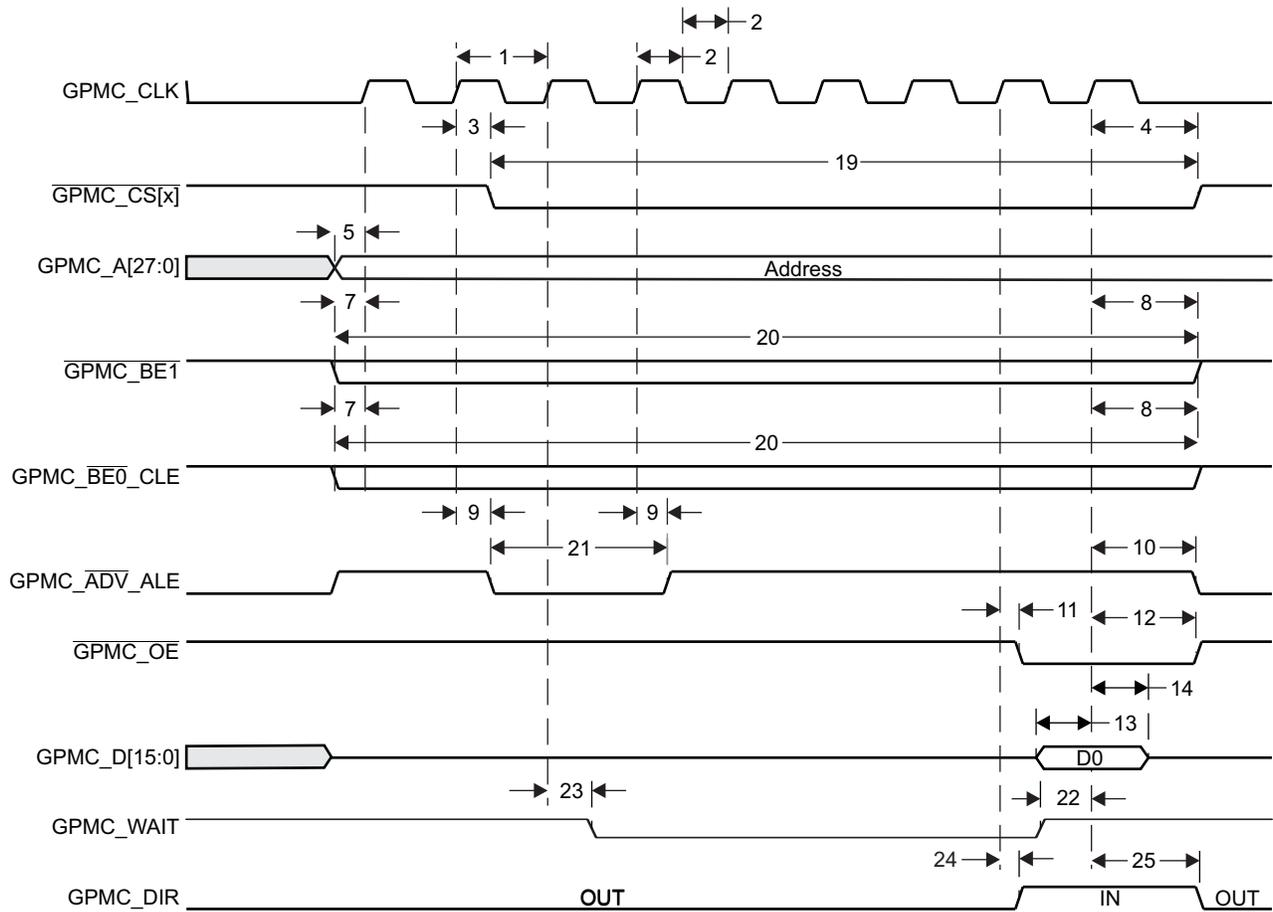 2
1
2
GPMC_CLK
3
4
19
GPMC_CS[x]
5
GPMC_A[27:0]
Address
7
8
20
GPMC_BE1
7
8
20
GPMC_BE0_CLE
9
9
21
10
GPMC_ADV_ALE
11
12
GPMC_OE
14
13
GPMC_D[15:0]
D0
23
22
GPMC_WAIT
24
25
GPMC_DIR
OUT
IN
OUT